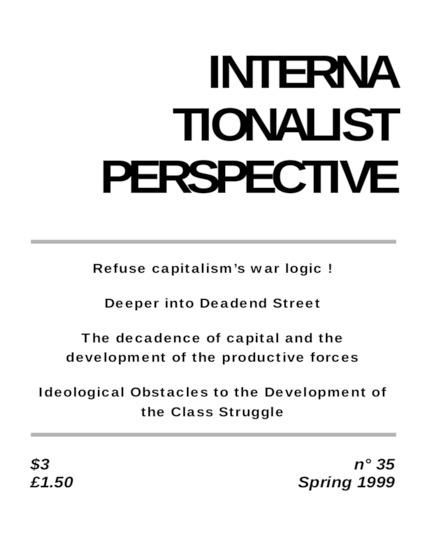 INTERNA
TIONALIST
PERSPECTIVE
Refuse capitalism's war logic !
Deeper into Deadend Street
The decadence of capital and the
development of the productive forces
Ideological Obstacles to the Development of
the Class Struggle
$3
n° 35
£1.50
Spring 1999